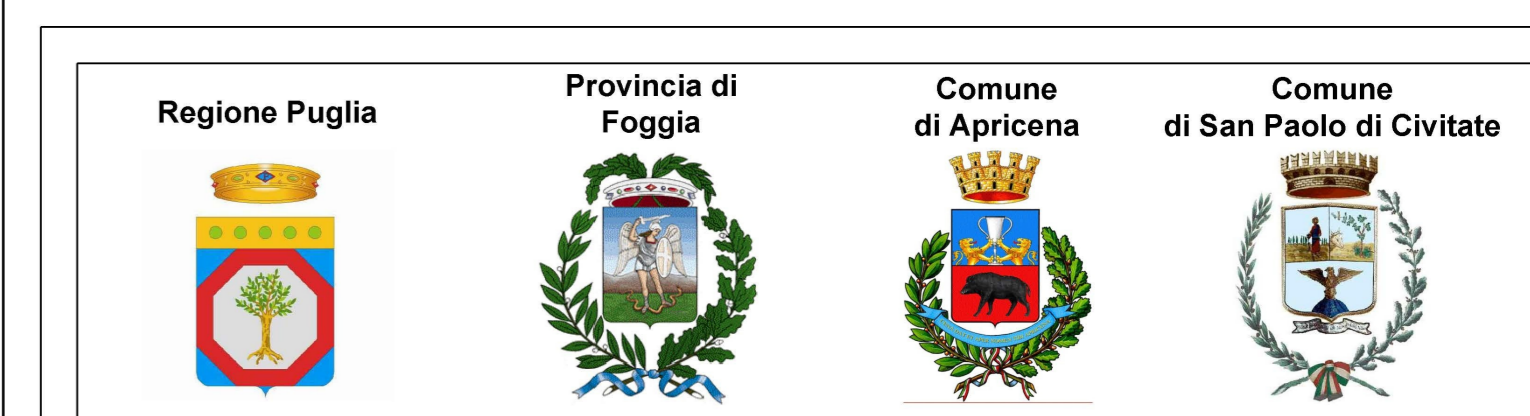 Regione Puglia
Provincia di
Foggia
Comune
di Apricena
Comune
di San Paolo di Civitate